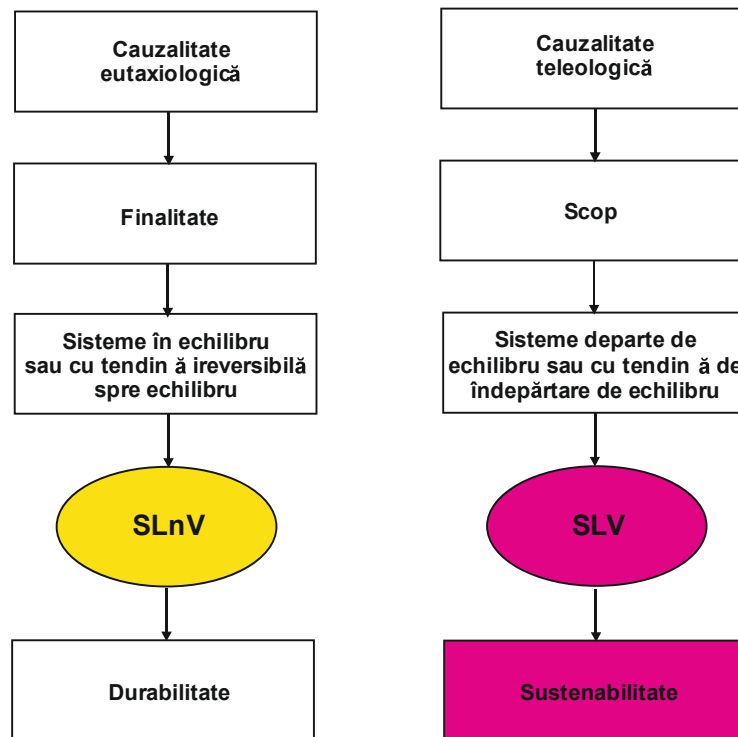 Cauzalitate
eutaxiologică
Finalitate
Sisteme în echilibru
sau cu tendin ă ireversibilă
spre echilibru
SLnV
Durabilitate
Cauzalitate
teleologică
Scop
Sisteme departe de
echilibru sau cu tendin ă de
îndepărtare de echilibru
SLV
Sustenabilitate